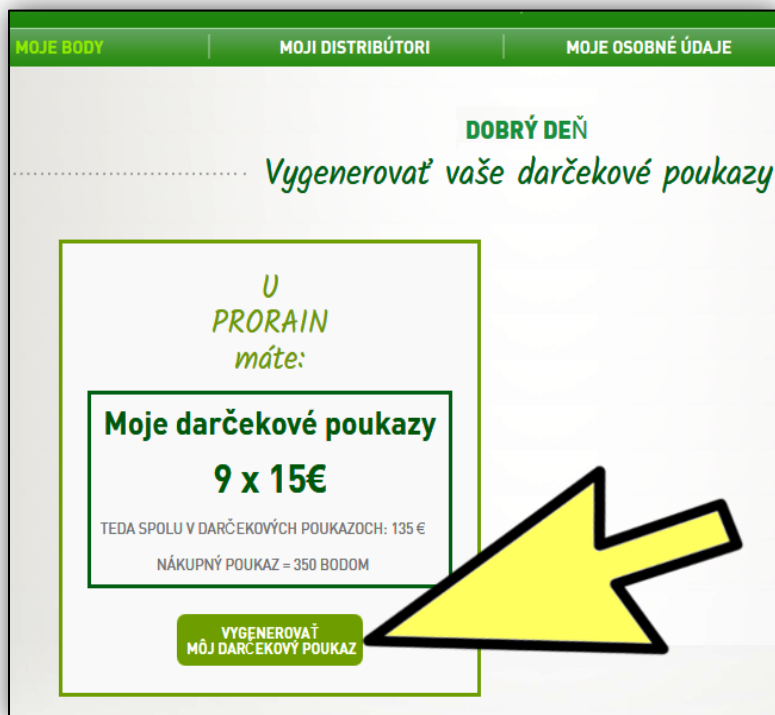 MOJE BODY
MOJI DISTRIBÚTORI
MOJE OSOBNÉ ÚDAJE
DOBRÝ DEŇ
Vygenerovať vaše darčekové poukazy
U
PRORAIN
máte:
Moje darčekové poukazy
9 x 15€
TEDA SPOLU V DARČEKOVÝCH POUKAZOCH: 135 €
NÁKUPNÝ POUKAZ = 350 BODOM
VYGENEROVAŤ
MÔJ DARČEKOVÝ POUKAZ